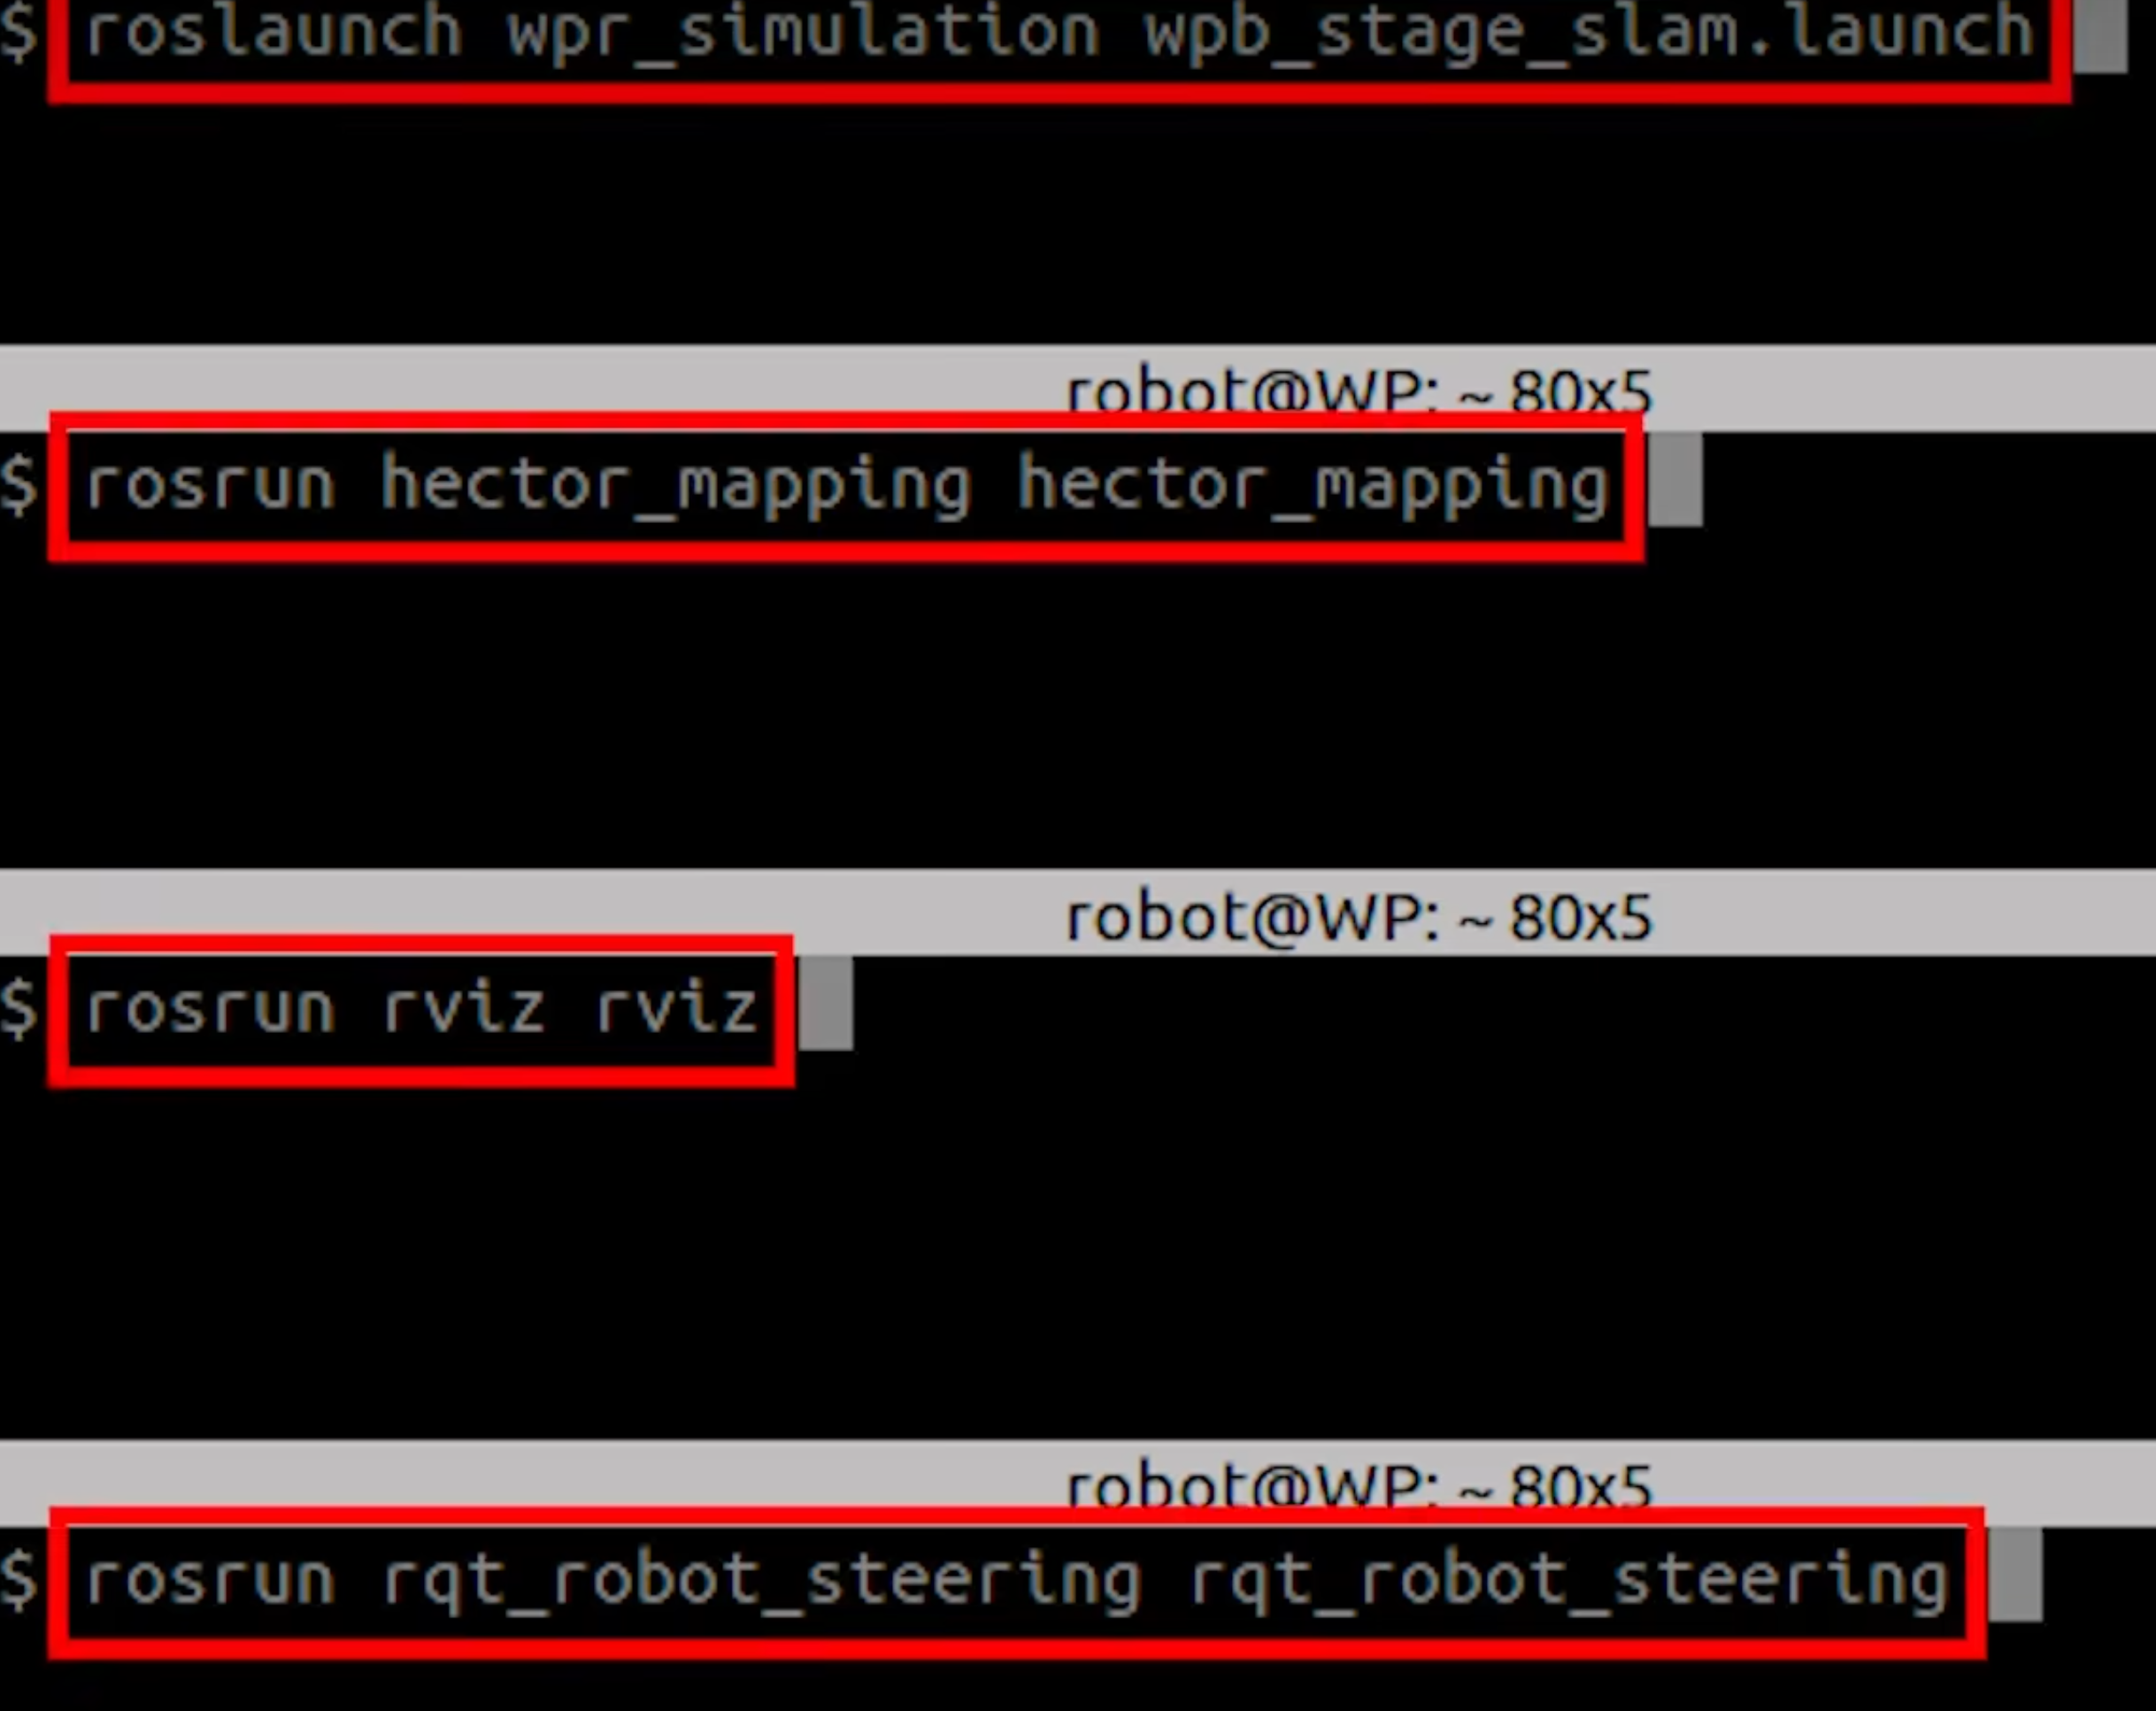 $ roslaunch wpr_simulation wpb_stage_slam.launch
robot@WP: ~ 80x5
$ rosrun hector_mapping hector_mapping
robot@WP: ~ 80x5
$ rosrun rviz rviz
robot@WP: ~ 80x5
$ rosrun rqt_robot_steering rqt_robot_steering